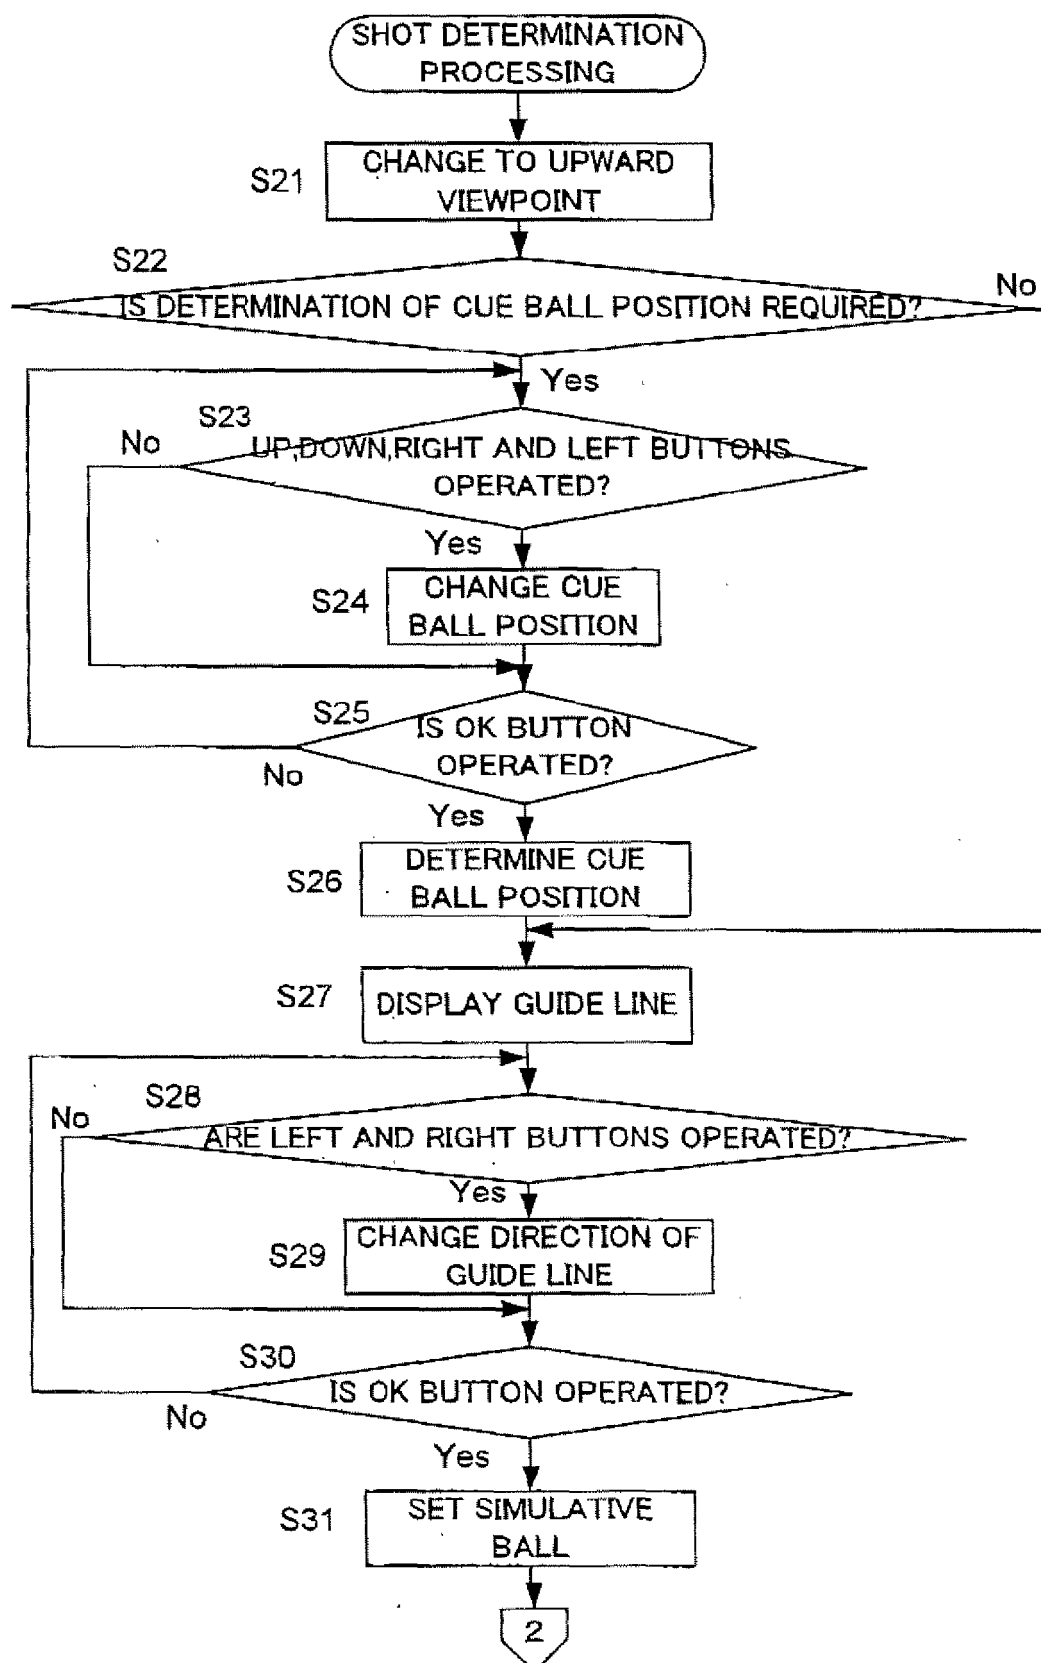 SHOT DETERMINATION
PROCESSING
S21
CHANGE TO UPWARD
VIEWPOINT
S22
IS DETERMINATION OF CUE BALL POSITION REQUIRED?
No
Yes
S23
No
UP,DOWN,RIGHT AND LEFT BUTTONS
OPERATED?
Yes
S24
CHANGE CUE
BALL POSITION
S25
IS OK BUTTON
OPERATED?
No
Yes
S26
DETERMINE CUE
BALL POSITION
S27
DISPLAY GUIDE LINE
S28
No
ARE LEFT AND RIGHT BUTTONS OPERATED?
Yes
S29
CHANGE DIRECTION OF
GUIDE LINE
S30
IS OK BUTTON OPERATED?
No
Yes
S31
SET SIMULATIVE
BALL
2